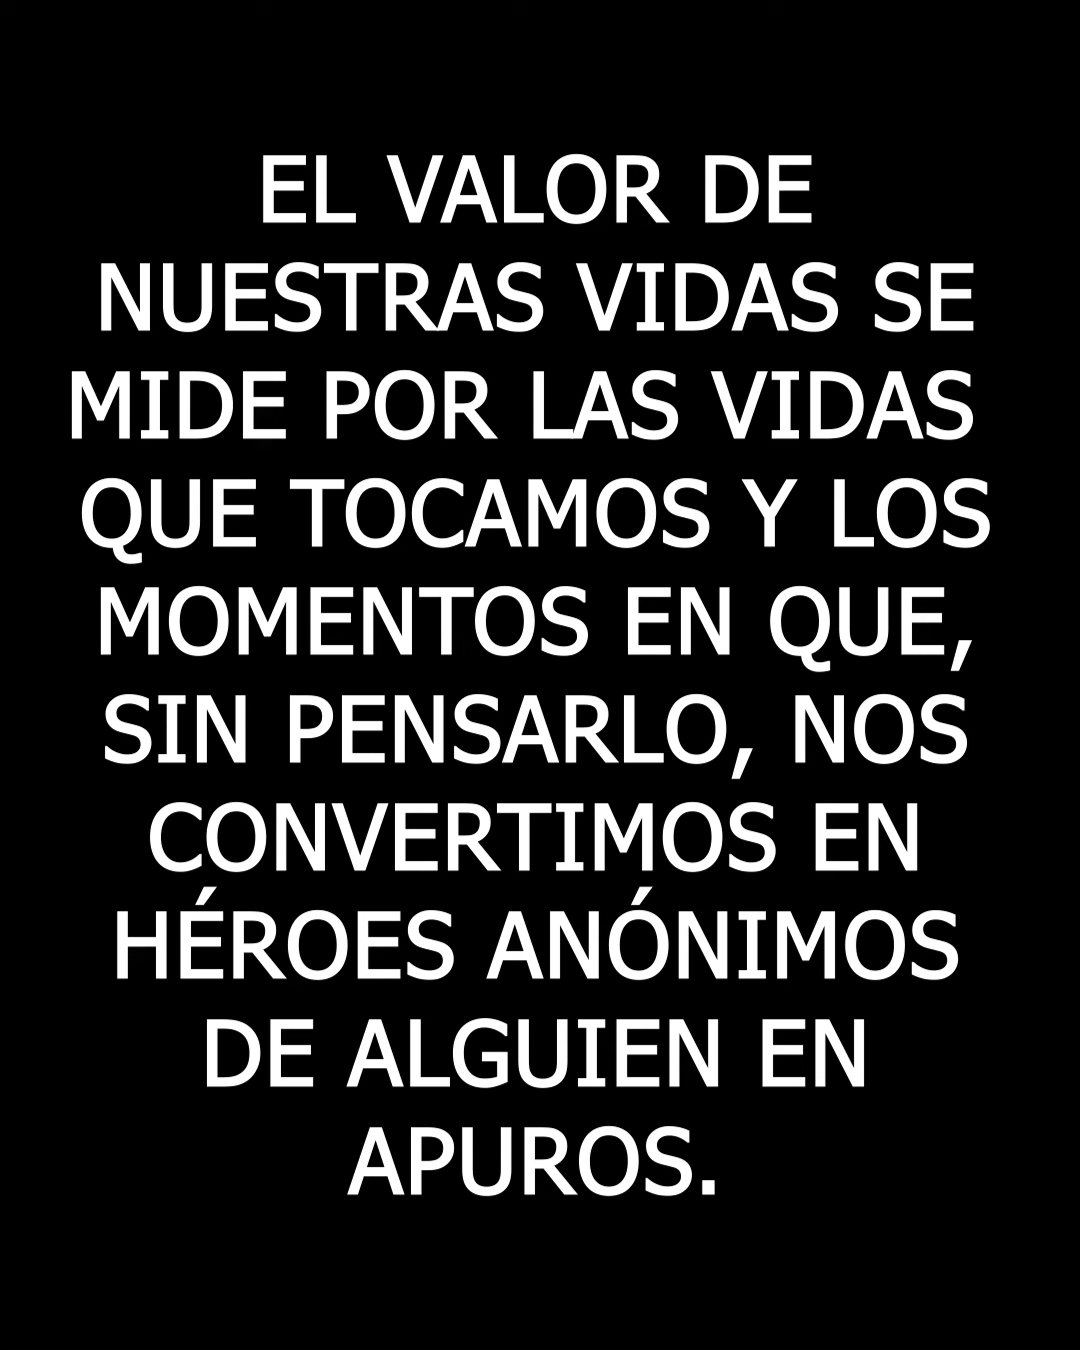 EL VALOR DE
NUESTRAS VIDAS SE
MIDE POR LAS VIDAS
QUE TOCAMOS Y LOS
MOMENTOS EN QUE,
SIN PENSARLO, NOS
CONVERTIMOS EN
HÉROES ANÓNIMOS
DE ALGUIEN EN
APUROS.